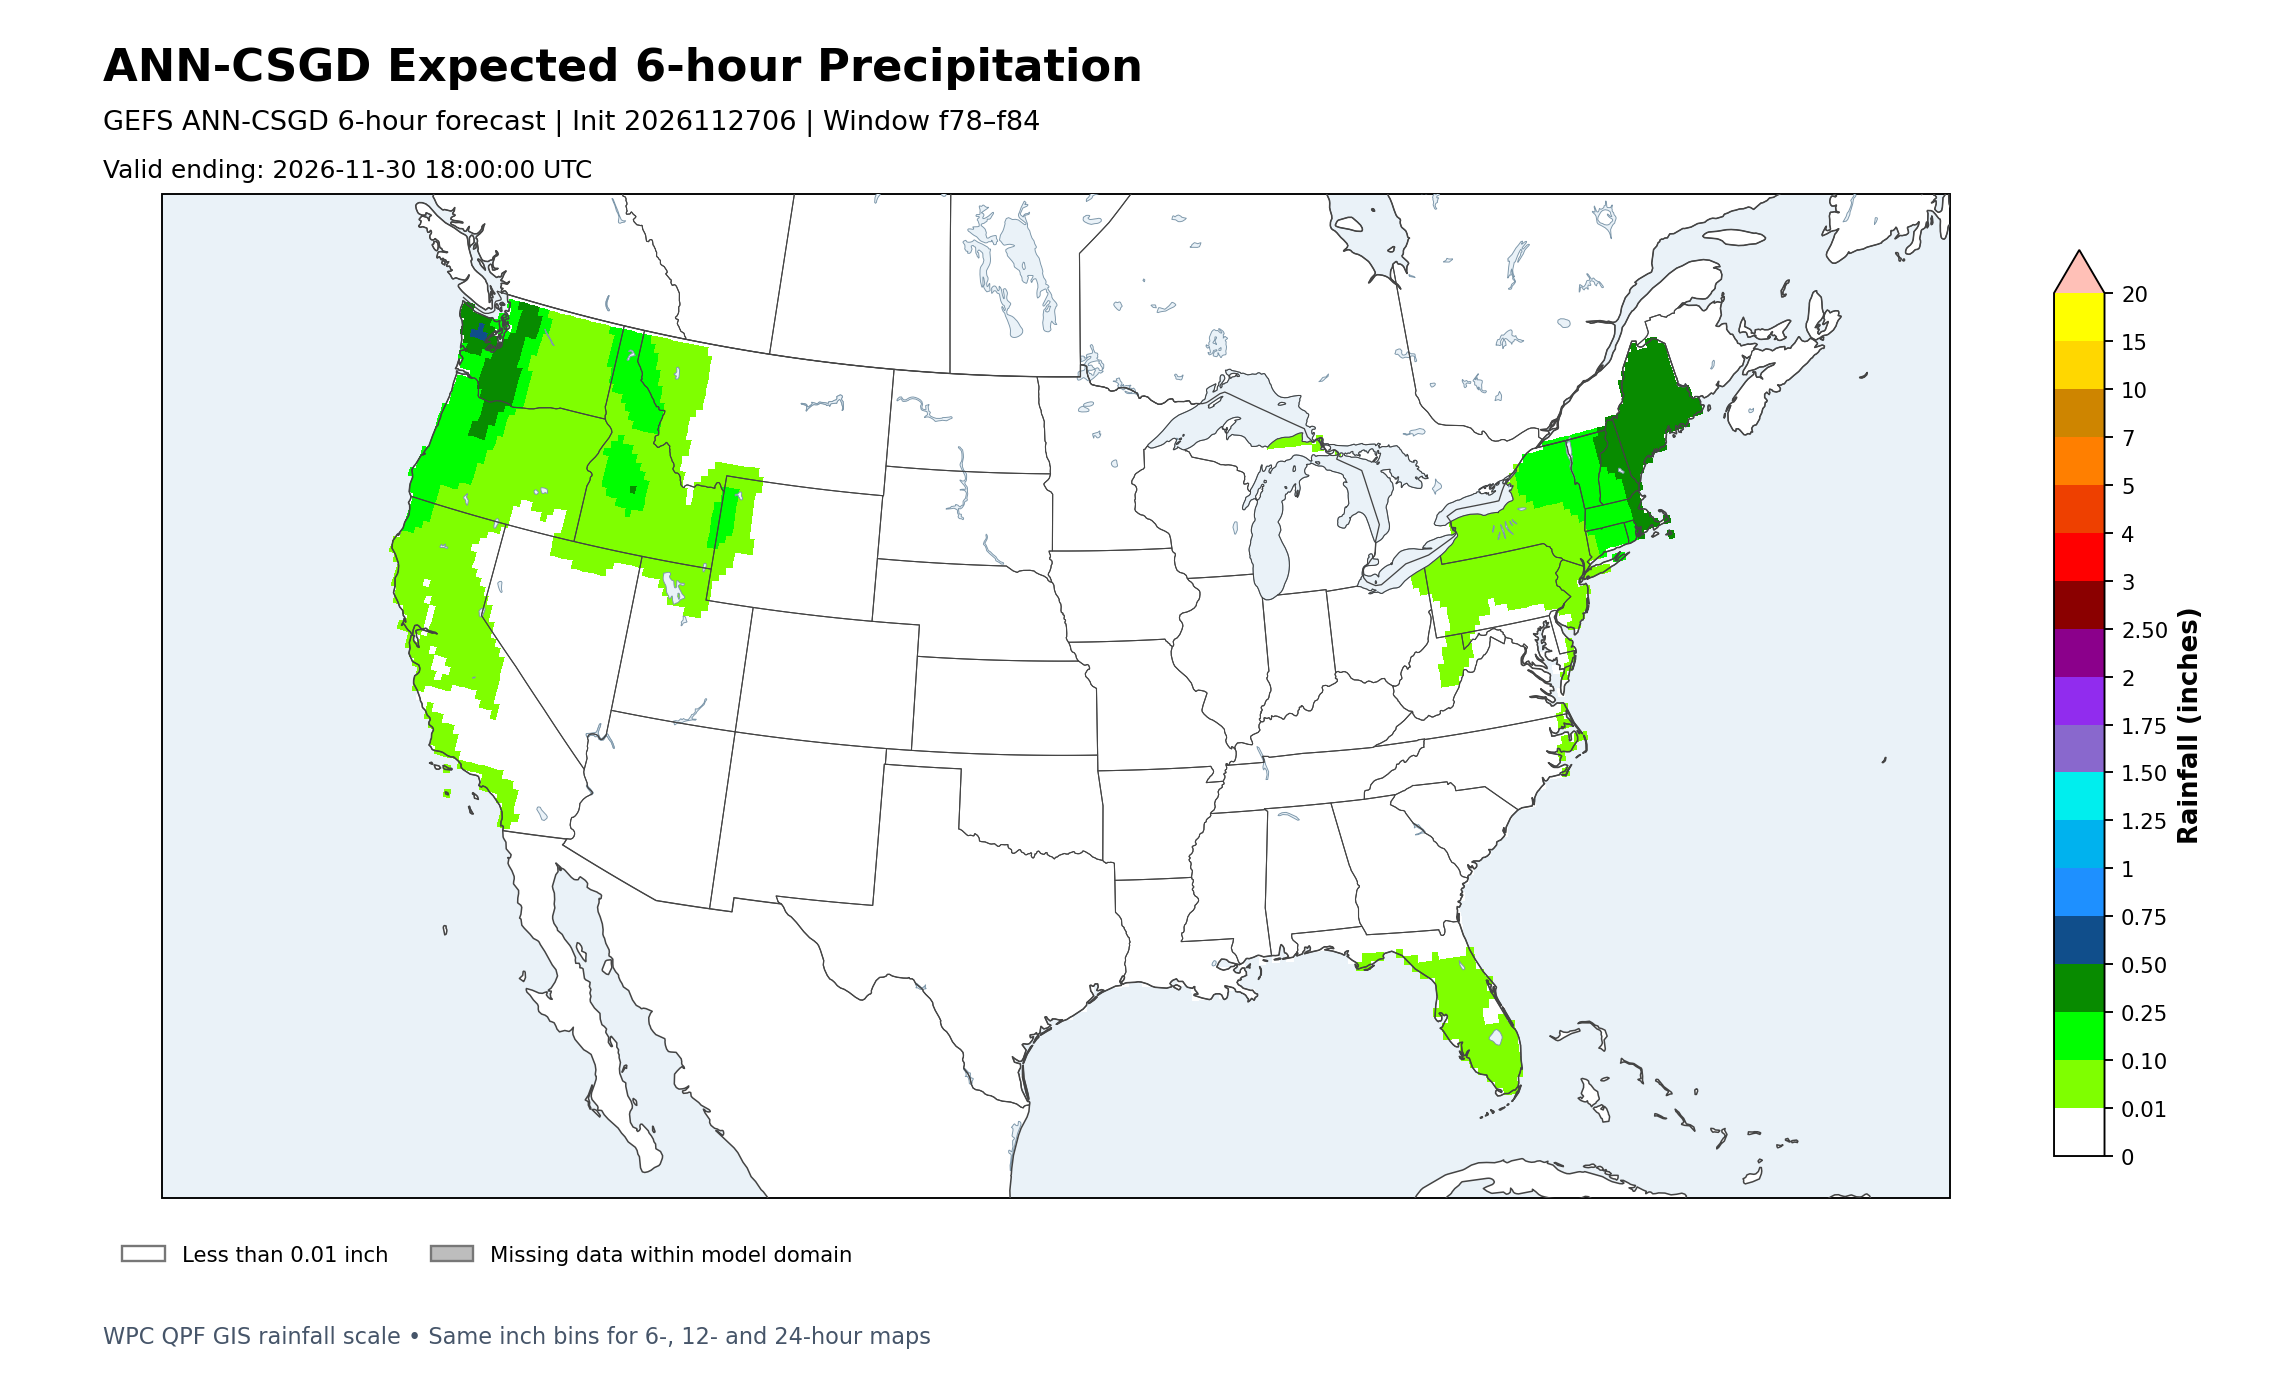 ANN-CSGD Expected 6-hour Precipitation
GEFS ANN-CSGD 6-hour forecast | Init 2026112706 | Window f78–f84
Valid ending: 2026-11-30 18:00:00 UTC
20
15
10
7
5
4
3
2.50
2
1.75
1.50
1.25
1
0.75
0.50
0.25
0.10
0.01
0
Rainfall (inches)
Less than 0.01 inch
Missing data within model domain
WPC QPF GIS rainfall scale • Same inch bins for 6-, 12- and 24-hour maps